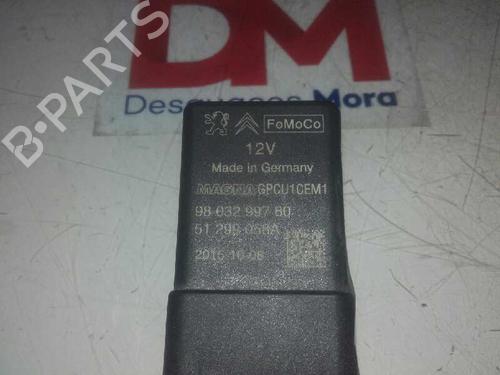 DM
Desguaces Mora
B-PARTS
FoMoCo
12V
Made in Germany
MAGNA GPCU1CEM1
98 032 997 80
51 299 058A
2015-10-06